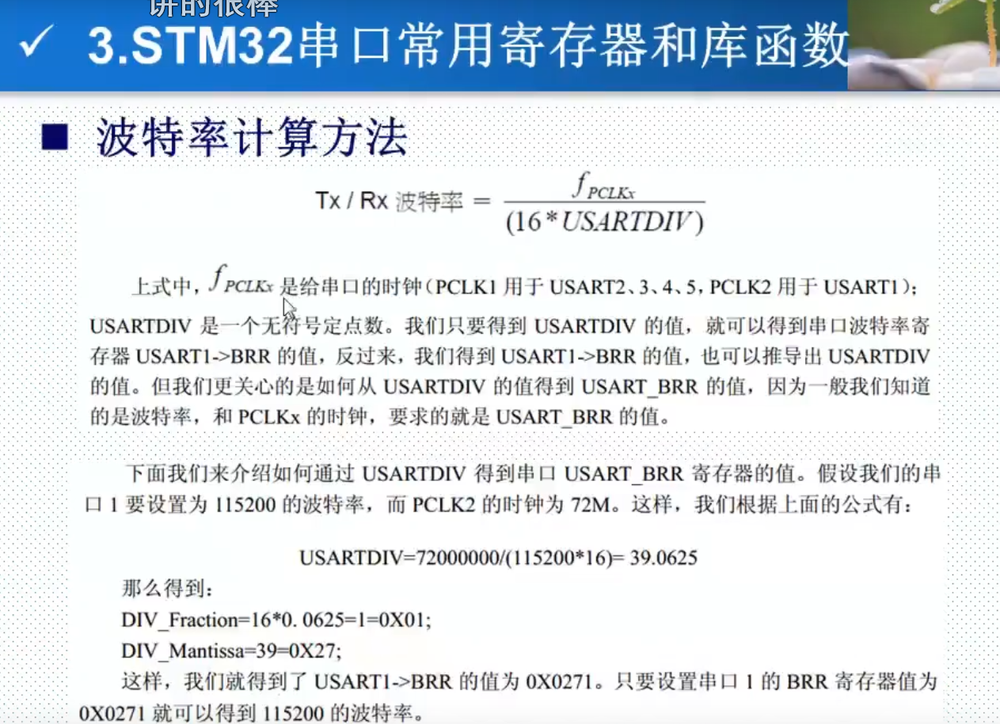 讲的很棒
✓ 3.STM32串口常用寄存器和库函数
■ 波特率计算方法
Tx / Rx 波特率 = f PCLKx / (16*USARTDIV)
上式中，f PCLKx 是给串口的时钟（PCLK1 用于 USART2、3、4、5，PCLK2 用于 USART1）；
USARTDIV 是一个无符号定点数。我们只要得到 USARTDIV 的值，就可以得到串口波特率寄
存器 USART1->BRR 的值，反过来，我们得到 USART1->BRR 的值，也可以推导出 USARTDIV
的值。但我们更关心的是如何从 USARTDIV 的值得到 USART_BRR 的值，因为一般我们知道
的是波特率，和 PCLKx 的时钟，要求的就是 USART_BRR 的值。
下面我们来介绍如何通过 USARTDIV 得到串口 USART_BRR 寄存器的值。假设我们的串
口 1 要设置为 115200 的波特率，而 PCLK2 的时钟为 72M。这样，我们根据上面的公式有：
USARTDIV=72000000/(115200*16)= 39.0625
那么得到：
DIV_Fraction=16*0. 0625=1=0X01;
DIV_Mantissa=39=0X27;
这样，我们就得到了 USART1->BRR 的值为 0X0271。只要设置串口 1 的 BRR 寄存器值为
0X0271 就可以得到 115200 的波特率。